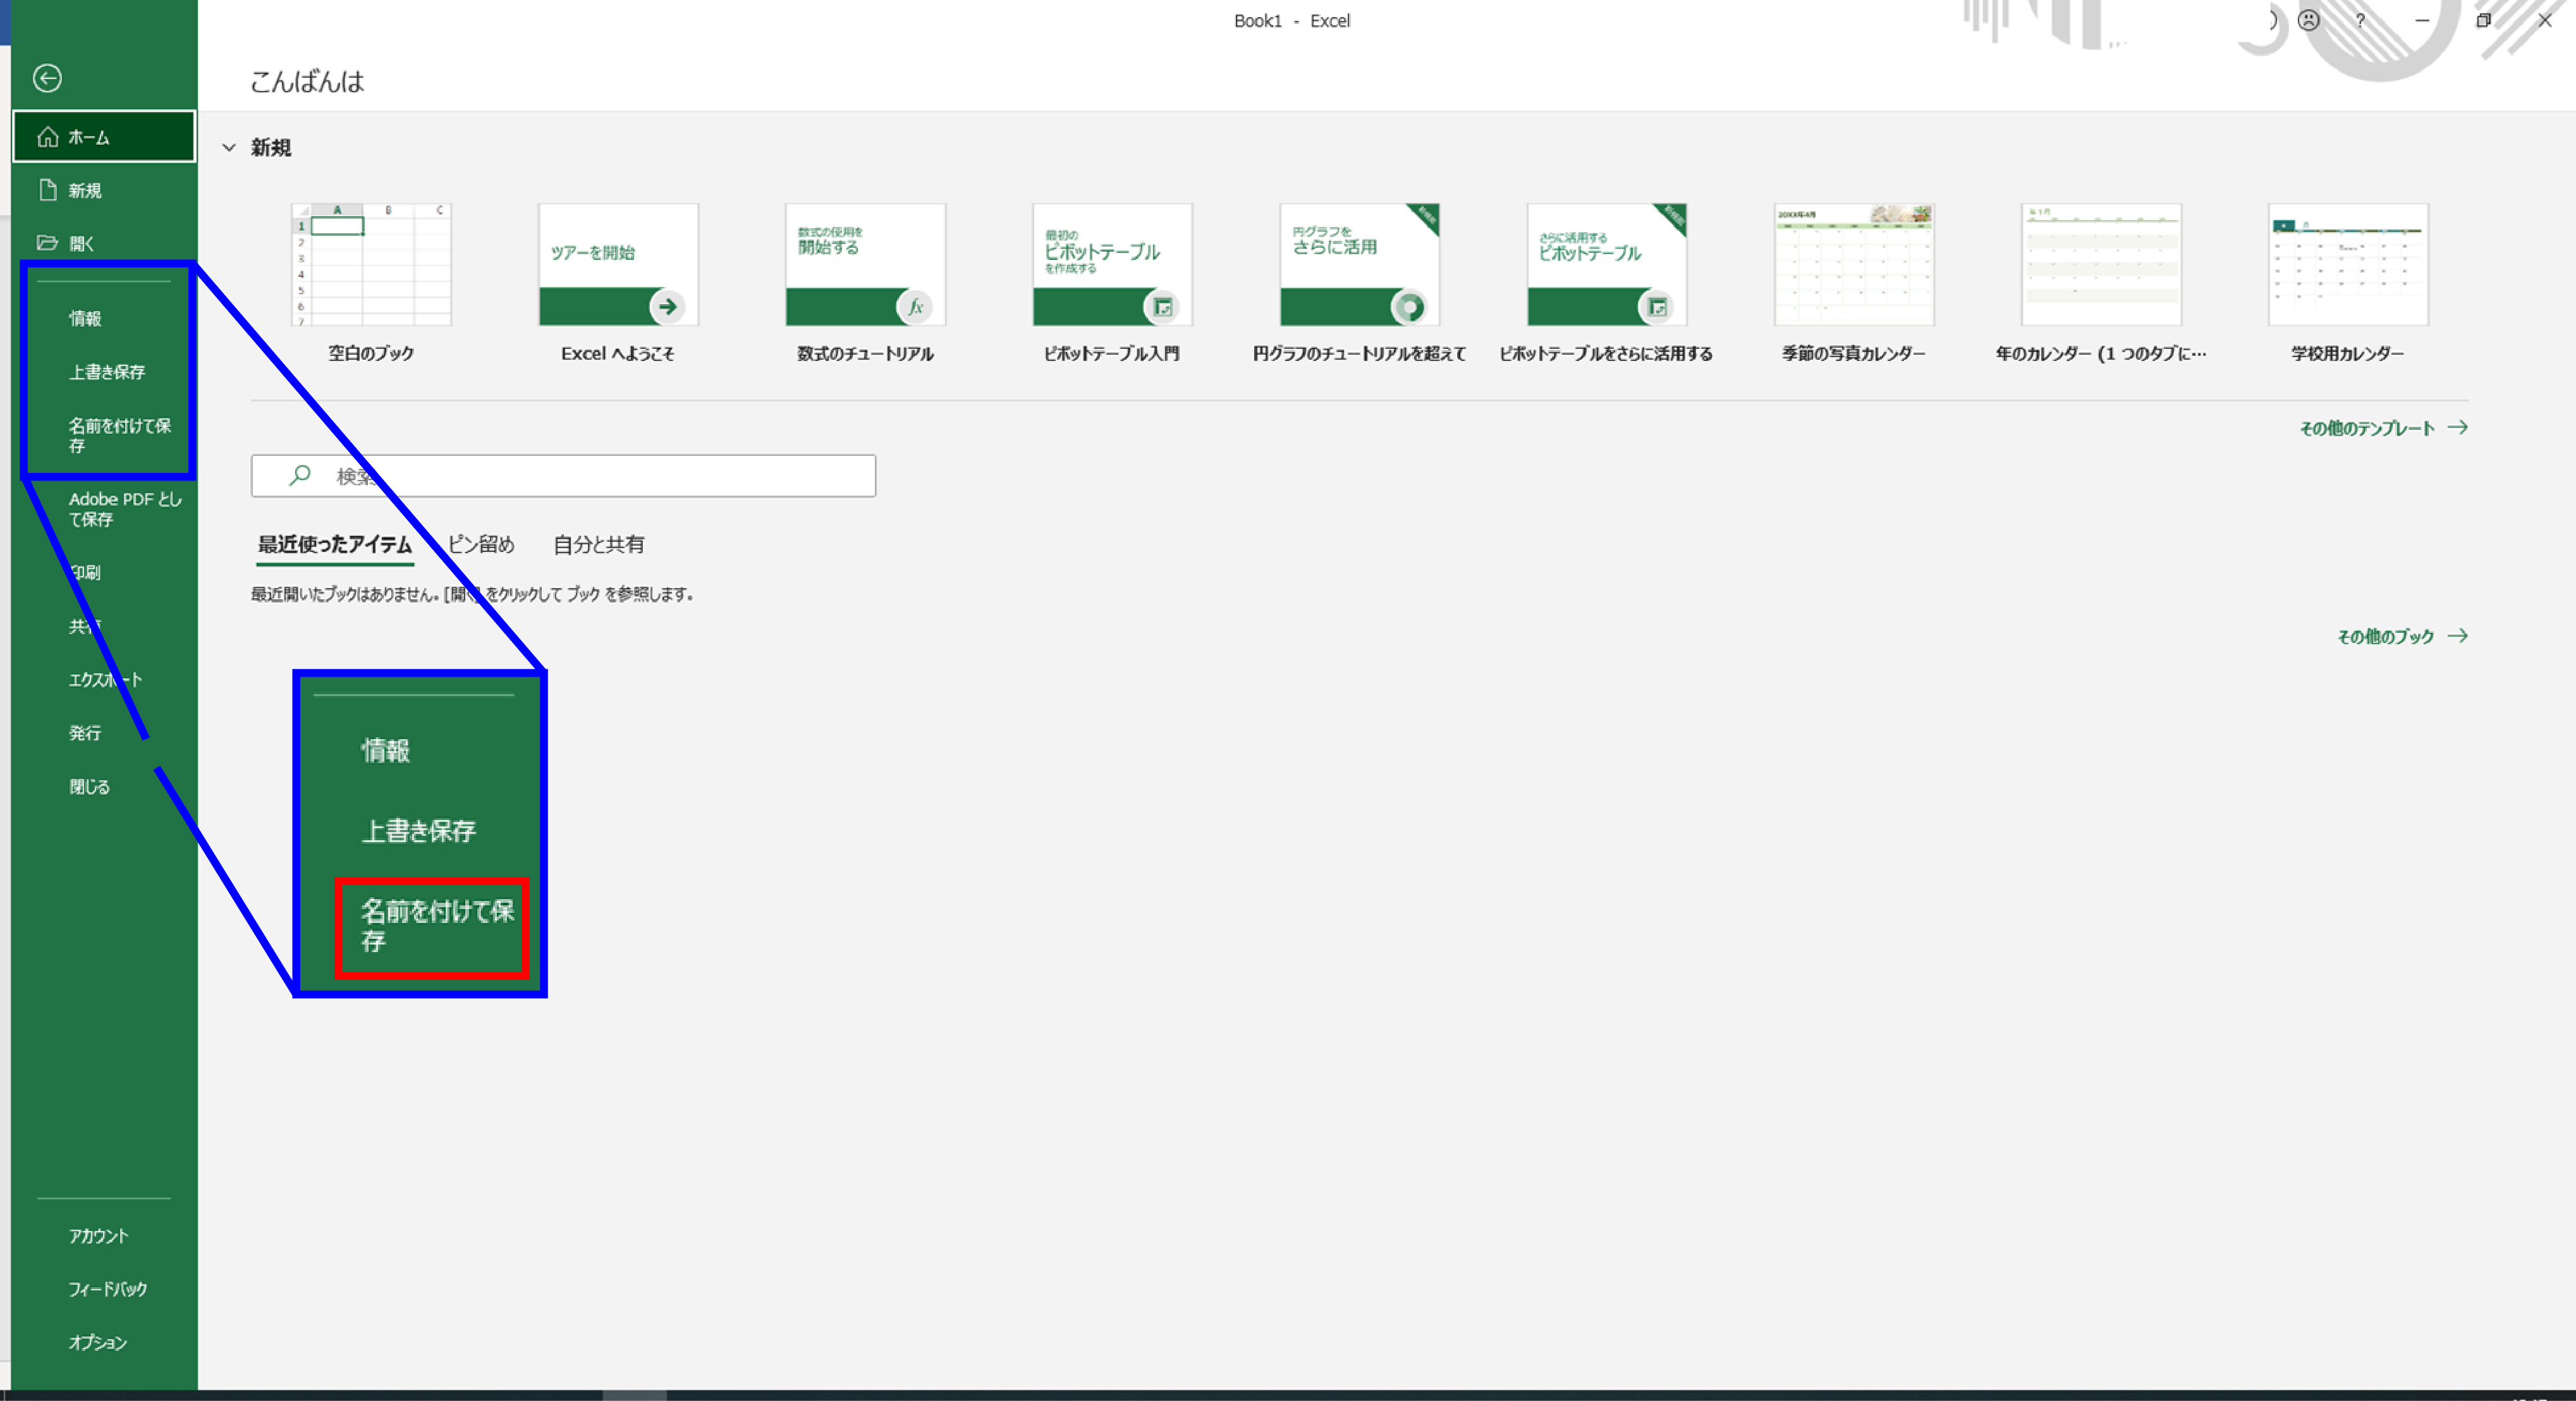 Book1 - Excel
?
こんばんは
ホーム
新規
開く
情報
上書き保存
名前を付けて保
存
Adobe PDF とし
て保存
印刷
共有
エクスポート
発行
閉じる
アカウント
フィードバック
オプション
新規
A B C
1
2
3
4
5
6
7
空白のブック
ツアーを開始
Excel へようこそ
数式の使用を
開始する
fx
数式のチュートリアル
最初の
ピボットテーブル
を作成する
ピボットテーブル入門
円グラフを
さらに活用
円グラフのチュートリアルを超えて
さらに活用する
ピボットテーブル
ピボットテーブルをさらに活用する
20XX年4月
季節の写真カレンダー
年のカレンダー (1 つのタブに…
学校用カレンダー
その他のテンプレート
検索
最近使ったアイテム ピン留め 自分と共有
最近開いたブックはありません。[開く] をクリックして ブック を参照します。
その他のブック
情報
上書き保存
名前を付けて保
存